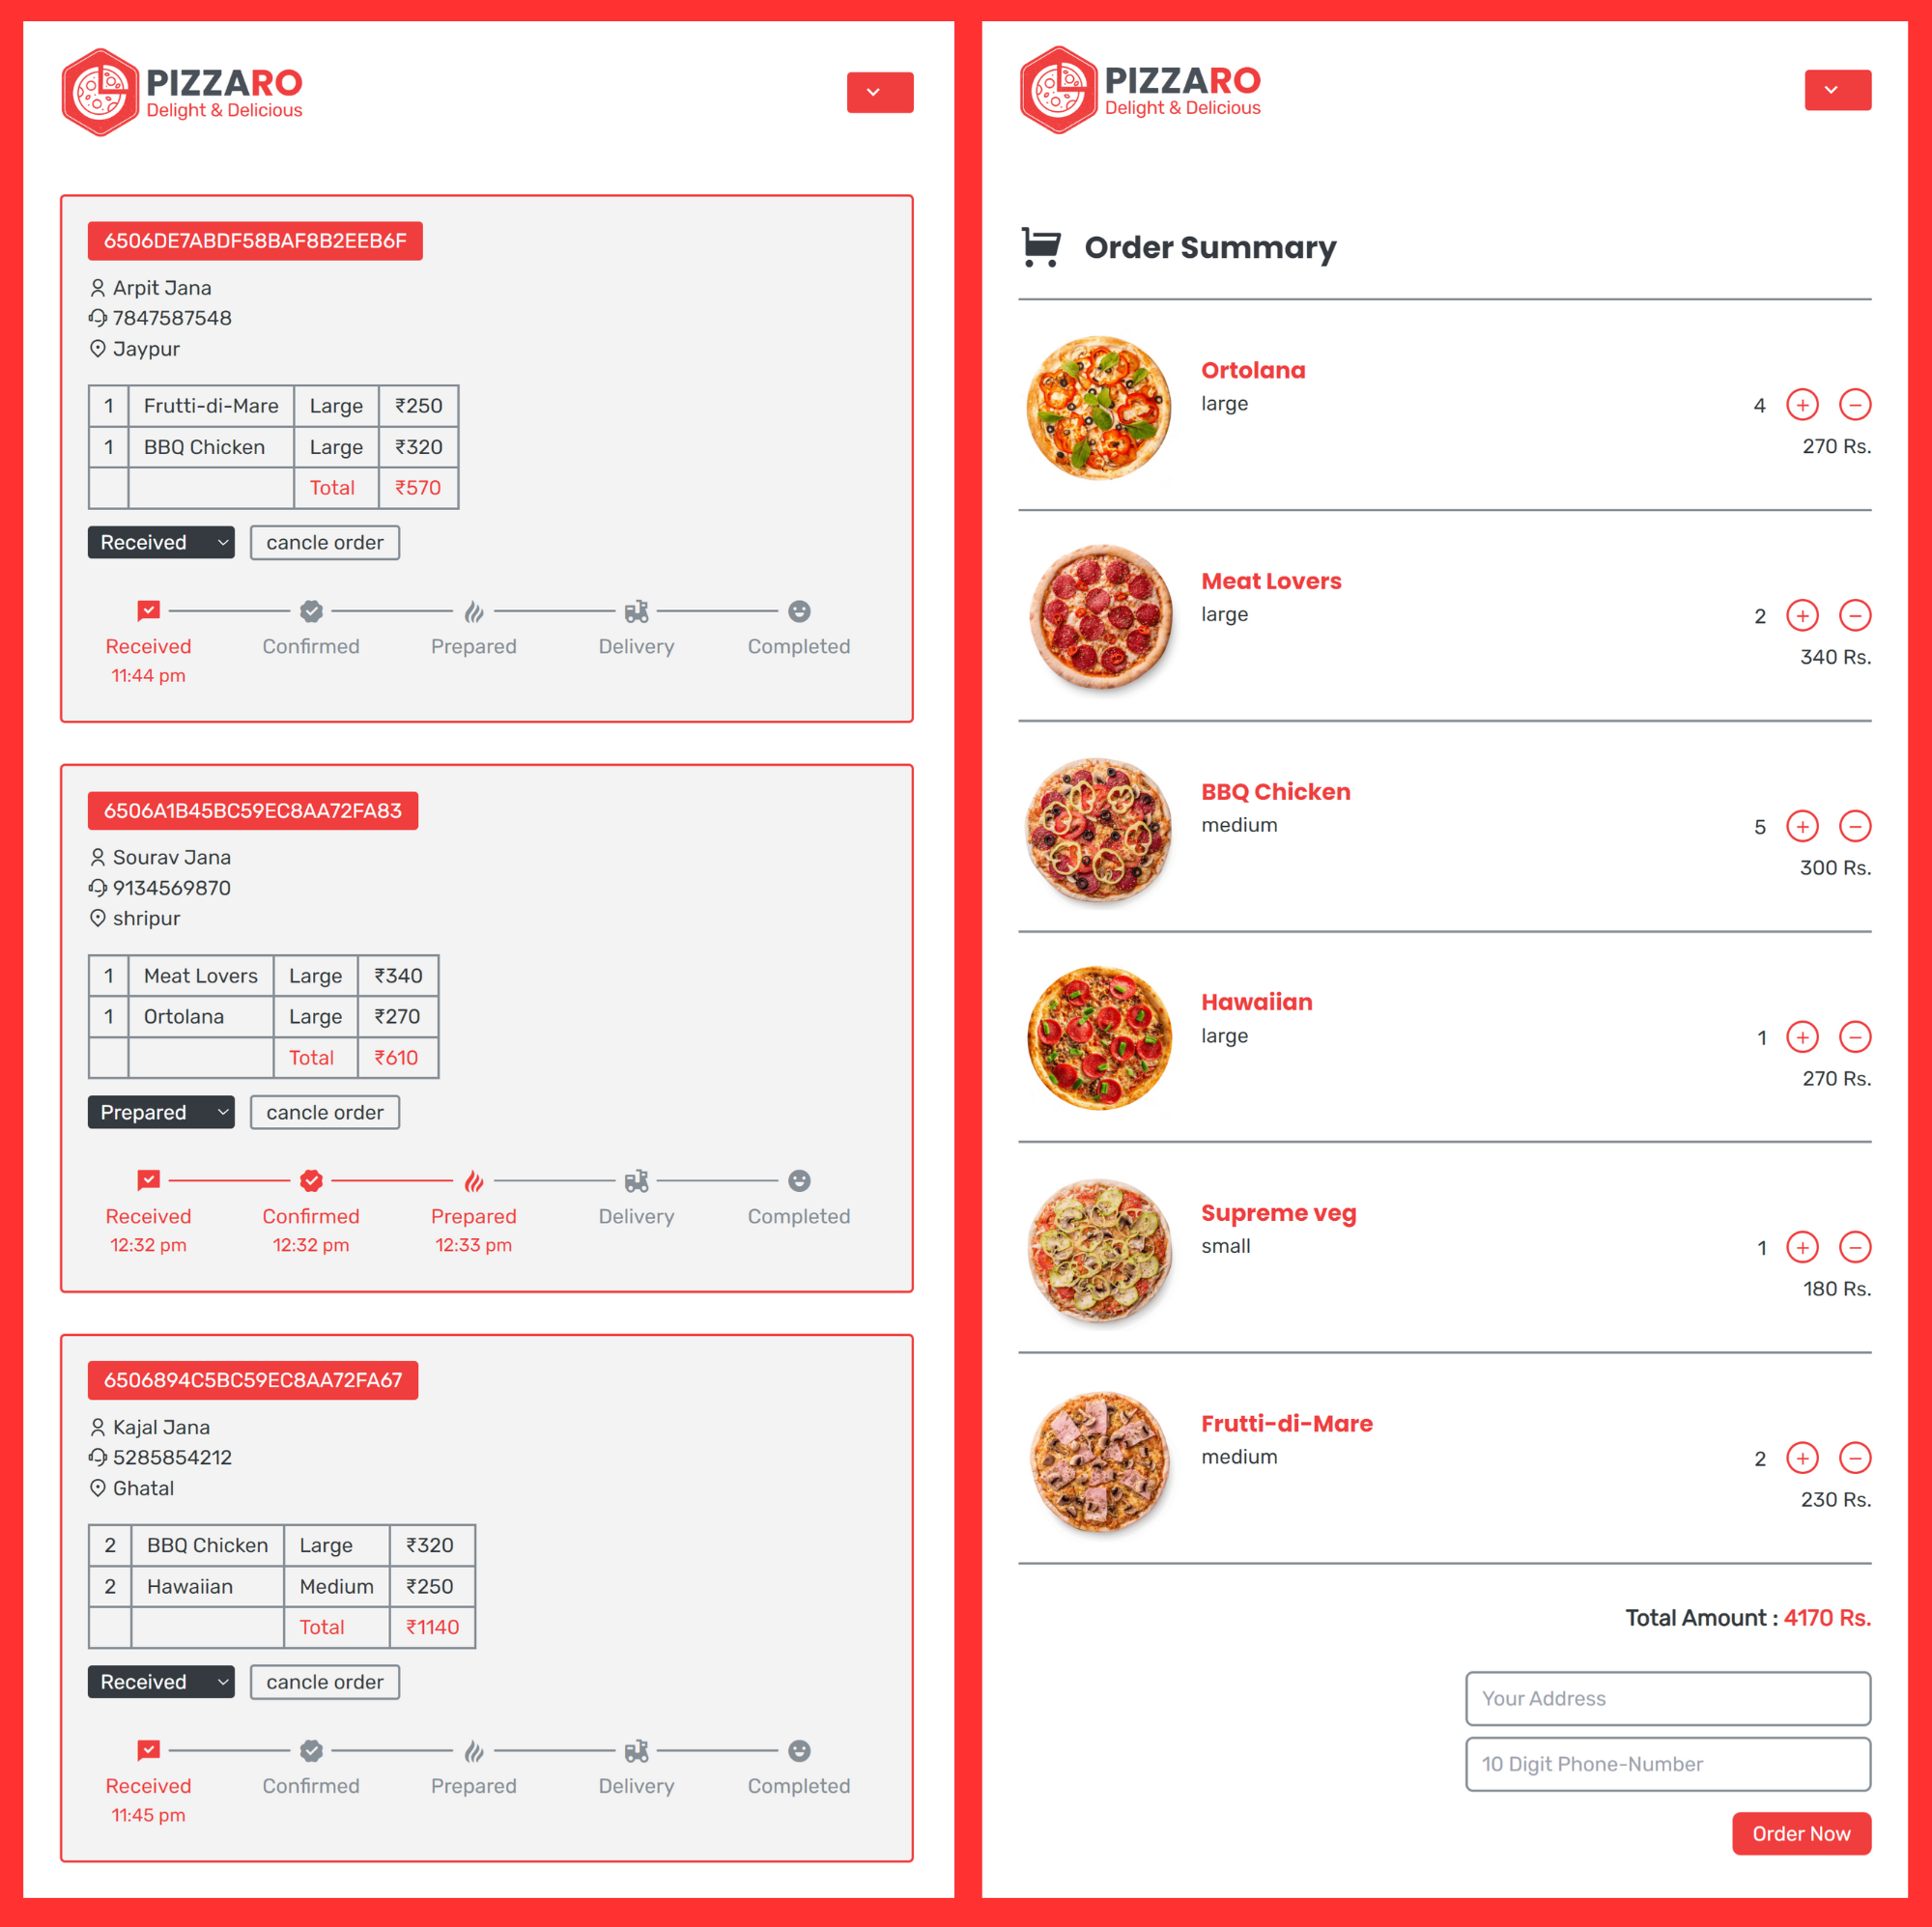 PIZZARO
Delight & Delicious
6506DE7ABDF58BAF8B2EEB6F
Arpit Jana
7847587548
Jaypur
1 Frutti-di-Mare Large ₹250
1 BBQ Chicken Large ₹320
Total ₹570
Received cancle order
Received Confirmed Prepared Delivery Completed
11:44 pm
6506A1B45BC59EC8AA72FA83
Sourav Jana
9134569870
shripur
1 Meat Lovers Large ₹340
1 Ortolana Large ₹270
Total ₹610
Prepared cancle order
Received Confirmed Prepared Delivery Completed
12:32 pm 12:32 pm 12:33 pm
6506894C5BC59EC8AA72FA67
Kajal Jana
5285854212
Ghatal
2 BBQ Chicken Large ₹320
2 Hawaiian Medium ₹250
Total ₹1140
Received cancle order
Received Confirmed Prepared Delivery Completed
11:45 pm
PIZZARO
Delight & Delicious
Order Summary
Ortolana
large
4
270 Rs.
Meat Lovers
large
2
340 Rs.
BBQ Chicken
medium
5
300 Rs.
Hawaiian
large
1
270 Rs.
Supreme veg
small
1
180 Rs.
Frutti-di-Mare
medium
2
230 Rs.
Total Amount : 4170 Rs.
Your Address
10 Digit Phone-Number
Order Now